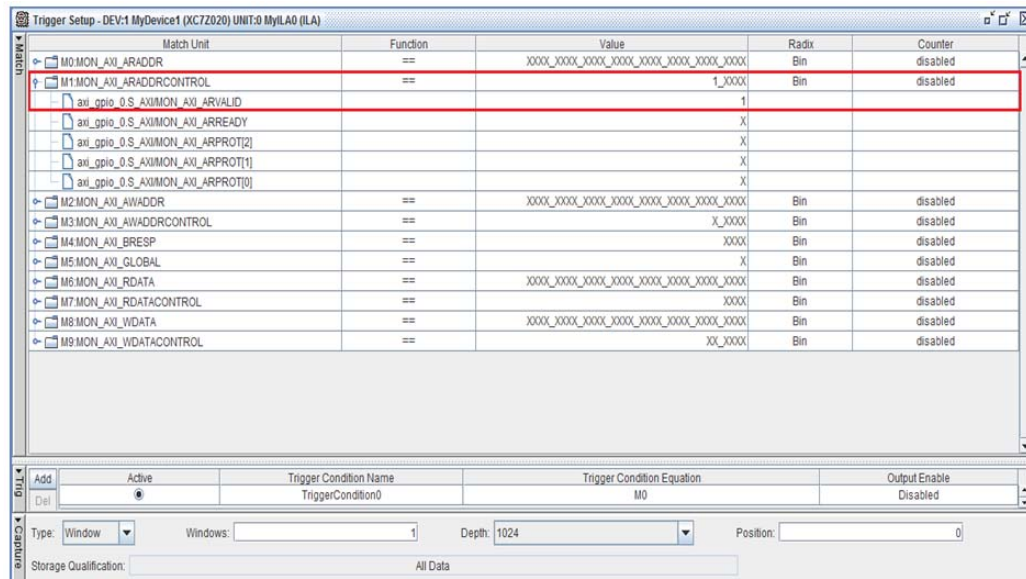 Trigger Setup - DEV:1 MyDevice1 (XC7Z020) UNIT:0 MyILA0 (ILA)
Match
Match Unit Function Value Radix Counter
M0:MON_AXI_ARADDR == XXXX_XXXX_XXXX_XXXX_XXXX_XXXX_XXXX_XXXX Bin disabled
M1:MON_AXI_ARADDRCONTROL == 1_XXXX Bin disabled
axi_gpio_0.S_AXI/MON_AXI_ARVALID 1
axi_gpio_0.S_AXI/MON_AXI_ARREADY X
axi_gpio_0.S_AXI/MON_AXI_ARPROT[2] X
axi_gpio_0.S_AXI/MON_AXI_ARPROT[1] X
axi_gpio_0.S_AXI/MON_AXI_ARPROT[0] X
M2:MON_AXI_AWADDR == XXXX_XXXX_XXXX_XXXX_XXXX_XXXX_XXXX_XXXX Bin disabled
M3:MON_AXI_AWADDRCONTROL == X_XXXX Bin disabled
M4:MON_AXI_BRESP == XXXX Bin disabled
M5:MON_AXI_GLOBAL == X Bin disabled
M6:MON_AXI_RDATA == XXXX_XXXX_XXXX_XXXX_XXXX_XXXX_XXXX_XXXX Bin disabled
M7:MON_AXI_RDATACONTROL == XXXX Bin disabled
M8:MON_AXI_WDATA == XXXX_XXXX_XXXX_XXXX_XXXX_XXXX_XXXX_XXXX Bin disabled
M9:MON_AXI_WDATACONTROL == XX_XXXX Bin disabled
Trig
Add Active Trigger Condition Name Trigger Condition Equation Output Enable
Del TriggerCondition0 M0 Disabled
Capture
Type: Window Windows: 1 Depth: 1024 Position: 0
Storage Qualification: All Data